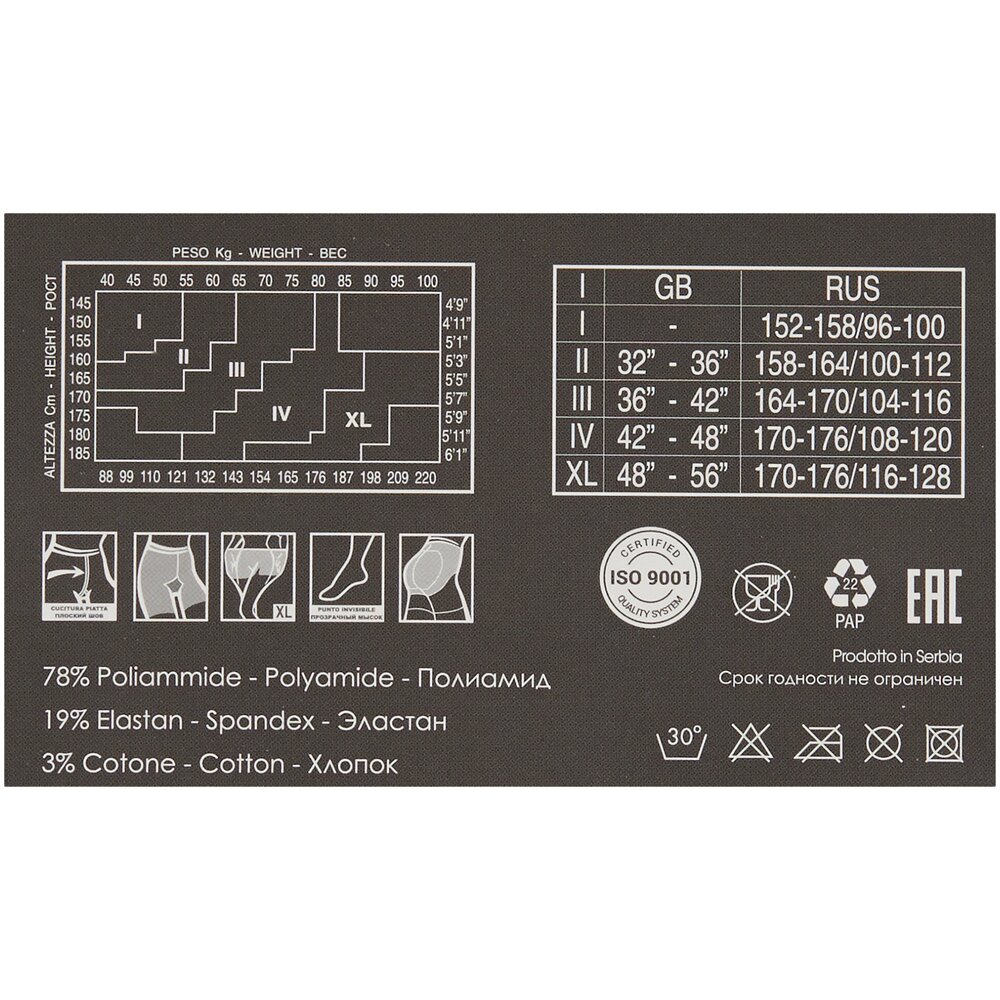 PESO Kg - WEIGHT - ВЕС
ALTEZZA Cm - HEIGHT - РОСТ
40 45 50 55 60 65 70 75 80 85 90 100
145 4'9”
150 I 4'11”
155 5'1”
160 II 5'3”
165 III 5'5”
170 5'7”
175 IV XL 5'9”
180 5'11”
185 6'1”
88 99 110 121 132 143 154 165 176 187 198 209 220
I GB RUS
I - 152-158/96-100
II 32” - 36” 158-164/100-112
III 36” - 42” 164-170/104-116
IV 42” - 48” 170-176/108-120
XL 48” - 56” 170-176/116-128
CUCITURA PIATTA
ПЛОСКИЙ ШОВ
XL
PUNTO INVISIBILE
ПРОЗРАЧНЫЙ МЫСОК
CERTIFIED
ISO 9001
QUALITY SYSTEM
22
PAP
EAC
Prodotto in Serbia
Срок годности не ограничен
78% Poliammide - Polyamide - Полиамид
19% Elastan - Spandex - Эластан
3% Cotone - Cotton - Хлопок
30°